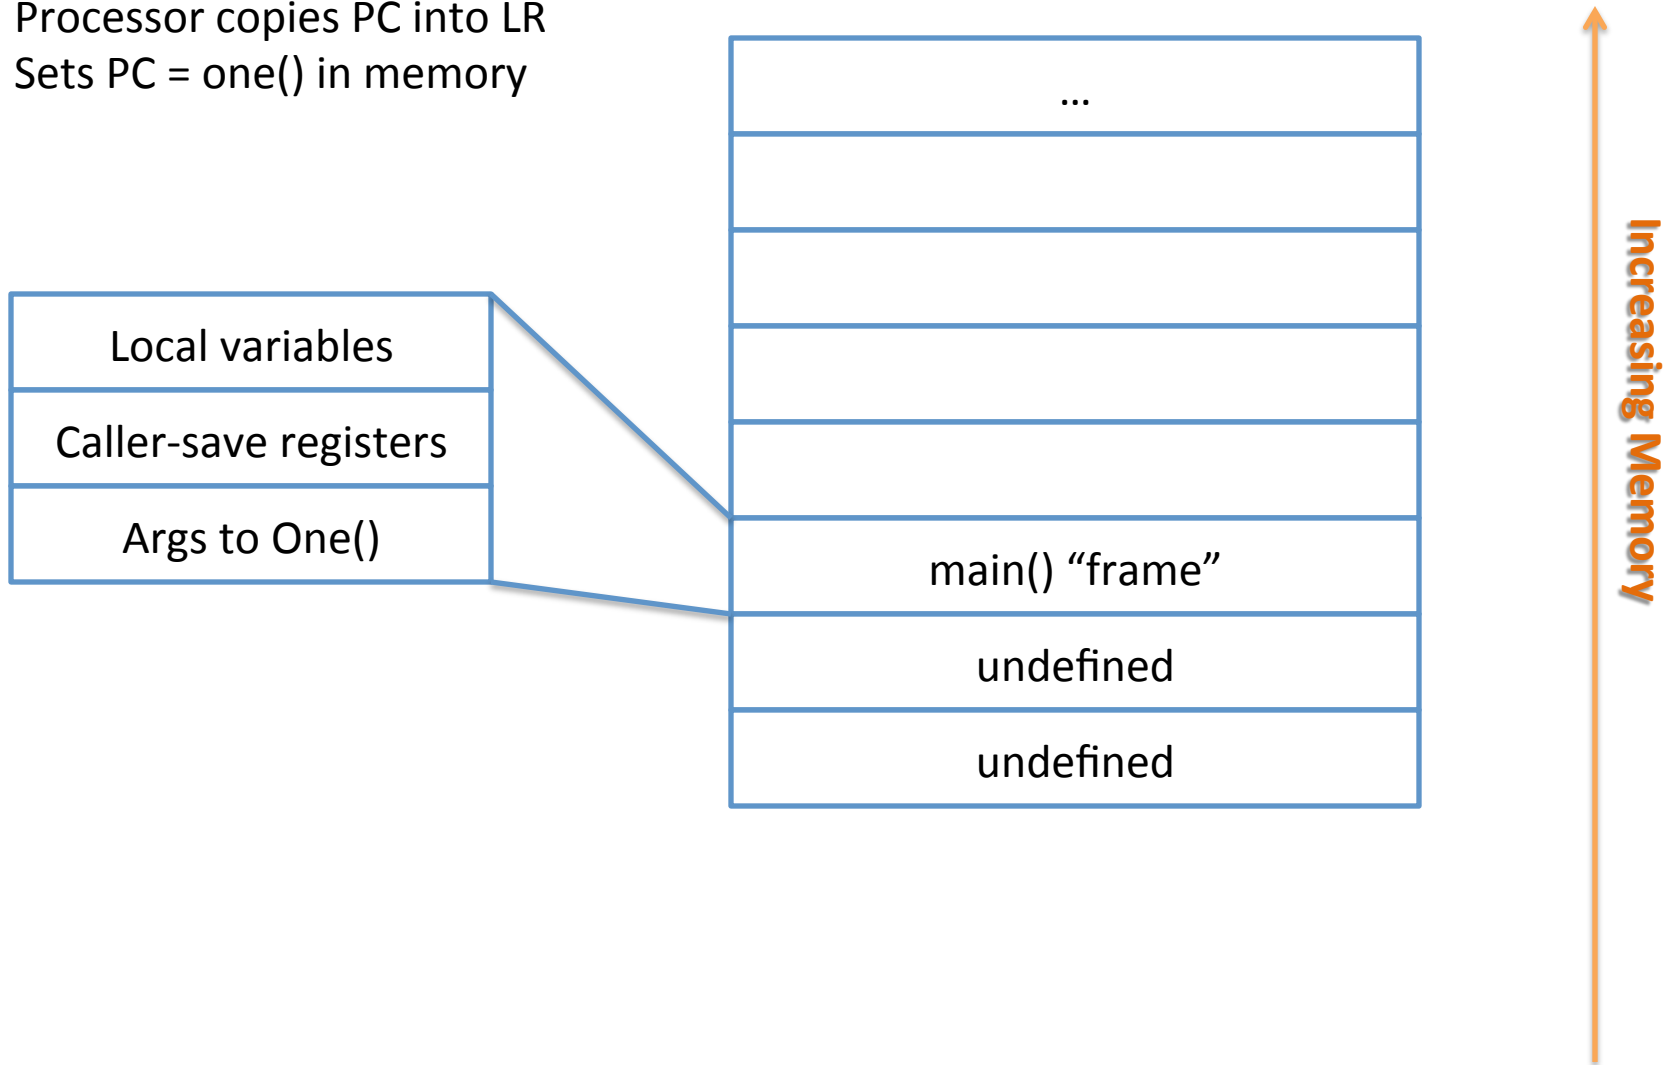 Processor copies PC into LR
Sets PC = one() in memory
…
Local variables
Caller-save registers
Args to One()
main() “frame”
undefined
undefined
Increasing Memory